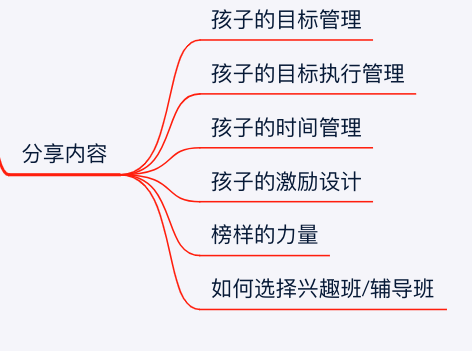 孩子的目标管理
孩子的目标执行管理
孩子的时间管理
分享内容
孩子的激励设计
榜样的力量
如何选择兴趣班/辅导班